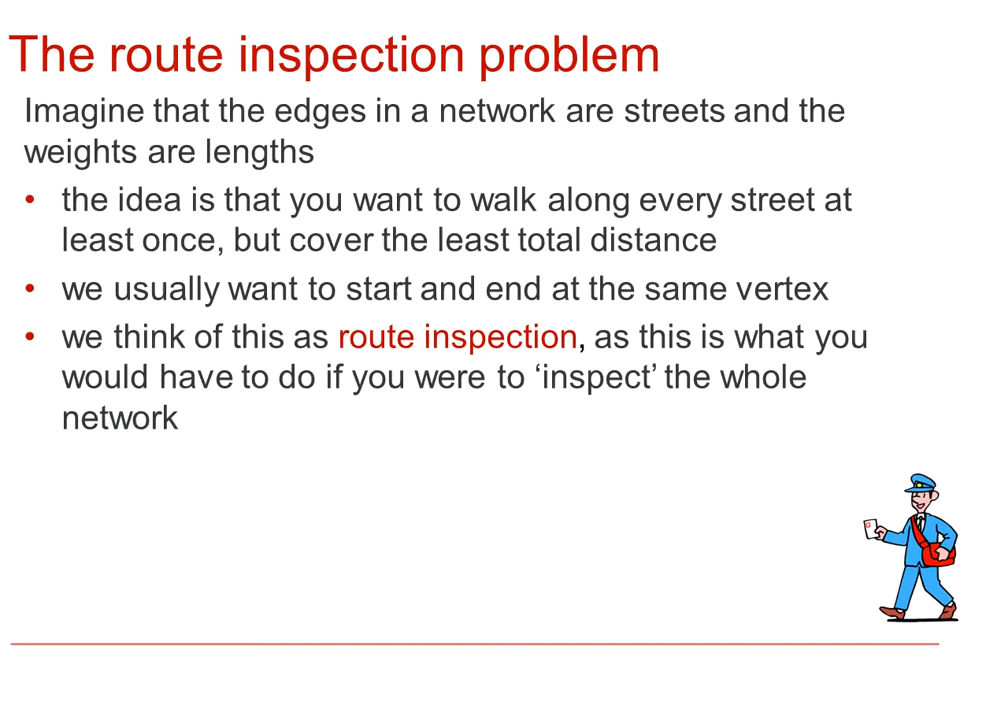 The route inspection problem
Imagine that the edges in a network are streets and the
weights are lengths
• the idea is that you want to walk along every street at
least once, but cover the least total distance
• we usually want to start and end at the same vertex
• we think of this as route inspection, as this is what you
would have to do if you were to ‘inspect’ the whole
network